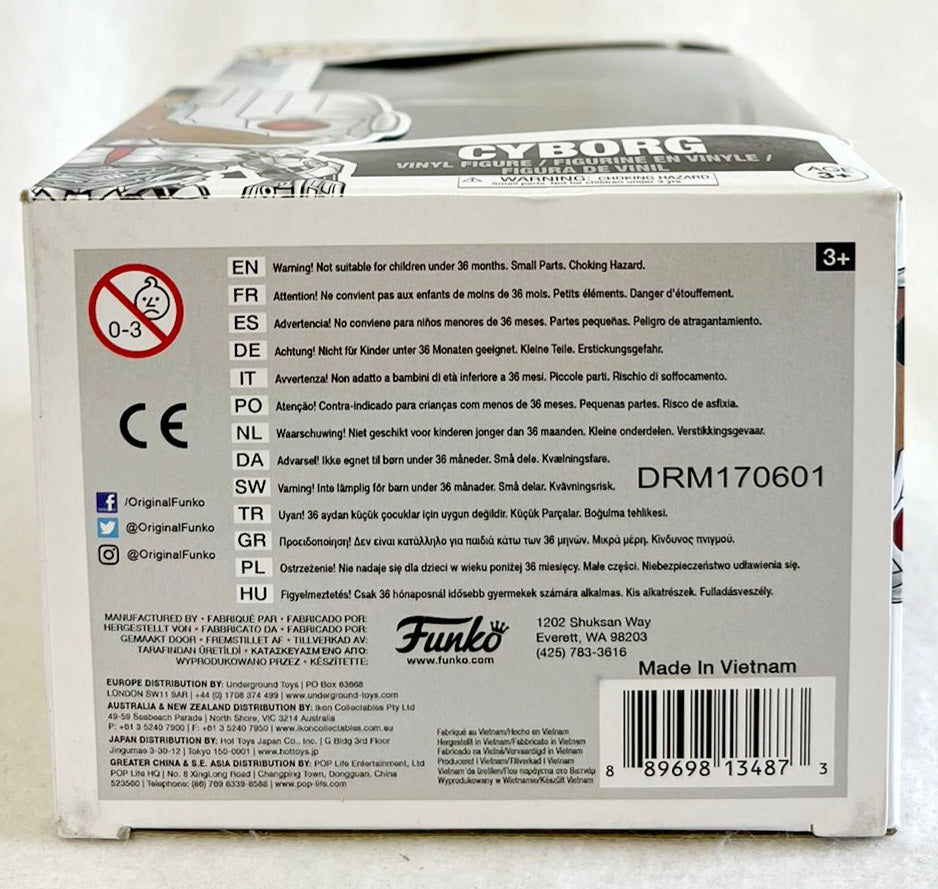 CYBORG
VINYL FIGURE / FIGURINE EN VINYLE /
FIGURA DE VINIL
WARNING: CHOKING HAZARD
Small parts. Not for children under 3 yrs.
3+
3+
0-3
CE
EN Warning! Not suitable for children under 36 months. Small Parts. Choking Hazard.
FR Attention! Ne convient pas aux enfants de moins de 36 mois. Petits éléments. Danger d'étouffement.
ES Advertencia! No conviene para niños menores de 36 meses. Partes pequeñas. Peligro de atragantamiento.
DE Achtung! Nicht für Kinder unter 36 Monaten geeignet. Kleine Teile. Erstickungsgefahr.
IT Avvertenza! Non adatto a bambini di età inferiore a 36 mesi. Piccole parti. Rischio di soffocamento.
PO Atenção! Contra-indicado para crianças com menos de 36 meses. Pequenas partes. Risco de asfixia.
NL Waarschuwing! Niet geschikt voor kinderen jonger dan 36 maanden. Kleine onderdelen. Verstikkingsgevaar.
DA Advarsel! Ikke egnet til børn under 36 måneder. Små dele. Kvælningsfare.
SW Varning! Inte lämplig för barn under 36 månader. Små delar. Kvävningsrisk.
DRM170601
TR Uyarı! 36 aydan küçük çocuklar için uygun değildir. Küçük Parçalar. Boğulma tehlikesi.
GR Προειδοποίηση! Δεν είναι κατάλληλο για παιδιά κάτω των 36 μηνών. Μικρά μέρη. Κίνδυνος πνιγμού.
PL Ostrzeżenie! Nie nadaje się dla dzieci w wieku poniżej 36 miesięcy. Małe części. Niebezpieczeństwo udławienia się.
HU Figyelmeztetés! Csak 36 hónaposnál idősebb gyermekek számára alkalmas. Kis alkatrészek. Fulladásveszély.
/OriginalFunko
@OriginalFunko
@OriginalFunko
MANUFACTURED BY • FABRIQUÉ PAR • FABRICADO POR:
HERGESTELLT VON • FABBRICATO DA • FABRICADO POR:
GEMAAKT DOOR • FREMSTILLET AF • TILLVERKAD AV:
TARAFINDAN ÜRETİLDİ • ΚΑΤΑΣΚΕΥΑΣΜΕΝΟ ΑΠΟ:
WYPRODUKOWANO PRZEZ • KÉSZÍTETTE:
Funko
www.funko.com
1202 Shuksan Way
Everett, WA 98203
(425) 783-3616
Made In Vietnam
EUROPE DISTRIBUTION BY: Underground Toys | PO Box 63668
LONDON SW11 9AR | +44 (0) 1708 374 499 | www.underground-toys.com
AUSTRALIA & NEW ZEALAND DISTRIBUTION BY: Ikon Collectables Pty Ltd
49-59 Seabeach Parade | North Shore, VIC 3214 Australia
P: +61 3 5240 7900 | F: +61 3 5240 7950 | www.ikoncollectables.com.au
JAPAN DISTRIBUTION BY: Hot Toys Japan Co., Inc. | G Bldg 3rd Floor
Jingumae 3-30-12 | Tokyo 150-0001 | www.hottoys.jp
GREATER CHINA & S.E. ASIA DISTRIBUTION BY: POP Life Entertainment, Ltd
POP Life HQ | No. 8 XingLong Road | Changping Town, Dongguan, China
523560 | Telephone: (86) 769 8339-8588 | www.pop-life.com
Fabriqué au Vietnam/Hecho en Vietnam
Hergestellt in Vietnam/Fabbricato in Vietnam
Fabricado na Vietnã/Vervaardigd in Vietnam
Produceret i Vietnam/Tillverkad i Vietnam
Vietnam'da üretilen/Που παράγεται στο Βιετνάμ
Wyprodukowany w Wietnamie/Készült Vietnam
8 89698 13487 3